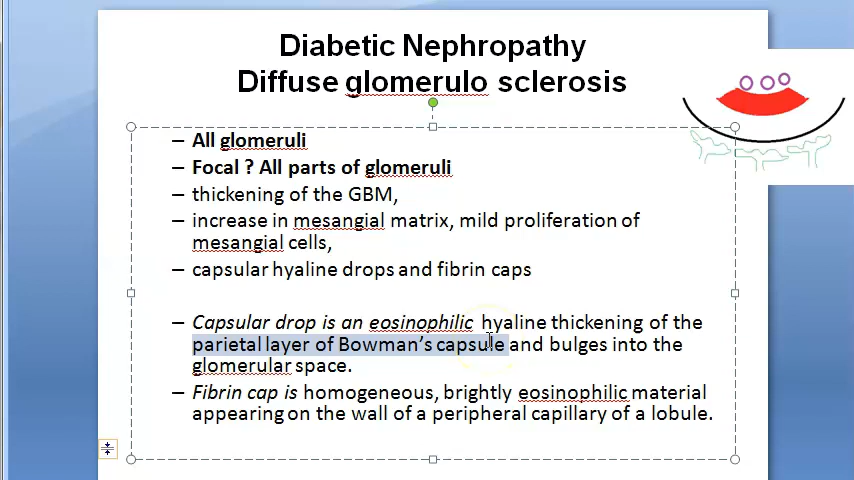 Diabetic Nephropathy
Diffuse glomerulo sclerosis
– All glomeruli
– Focal ? All parts of glomeruli
– thickening of the GBM,
– increase in mesangial matrix, mild proliferation of
mesangial cells,
– capsular hyaline drops and fibrin caps
– Capsular drop is an eosinophilic hyaline thickening of the
parietal layer of Bowman's capsule and bulges into the
glomerular space.
– Fibrin cap is homogeneous, brightly eosinophilic material
appearing on the wall of a peripheral capillary of a lobule.